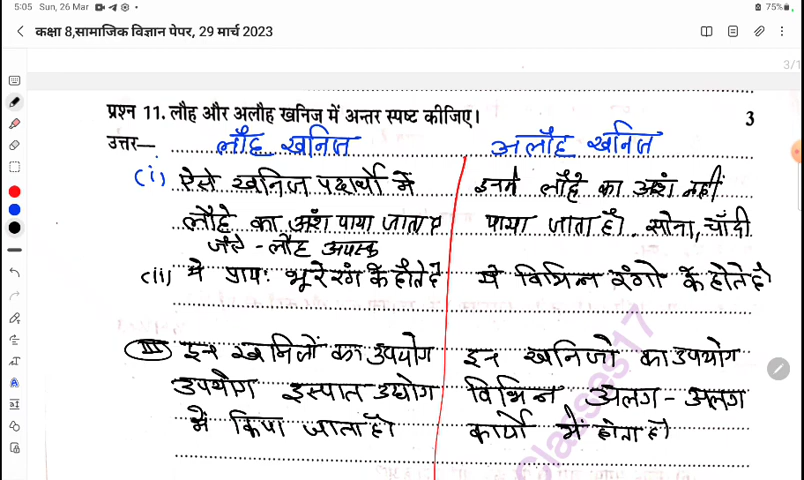 5:05 Sun, 26 Mar
75%
कक्षा 8,सामाजिक विज्ञान पेपर, 29 मार्च 2023
3/1
प्रश्न 11. लौह और अलौह खनिज में अन्तर स्पष्ट कीजिए। 3
उत्तर— लौह खनिज अलौह खनिज
(i) ऐसे खनिज पदार्थो में इनमे लौहे का अंश नहीं
लौहे का अंश पाया जाता है पाया जाता है। सोना, चाँदी
जैसे - लौह अयस्क
(ii) ये प्रायः भूरे रंग के होते है ये विभिन्न रंगो के होते है
III इन खनिजों का उपयोग इन खनिजो का उपयोग
उपयोग इस्पात उद्योग विभिन्न अलग - अलग
में किया जाता है। कार्यो में होता है।
Classes17